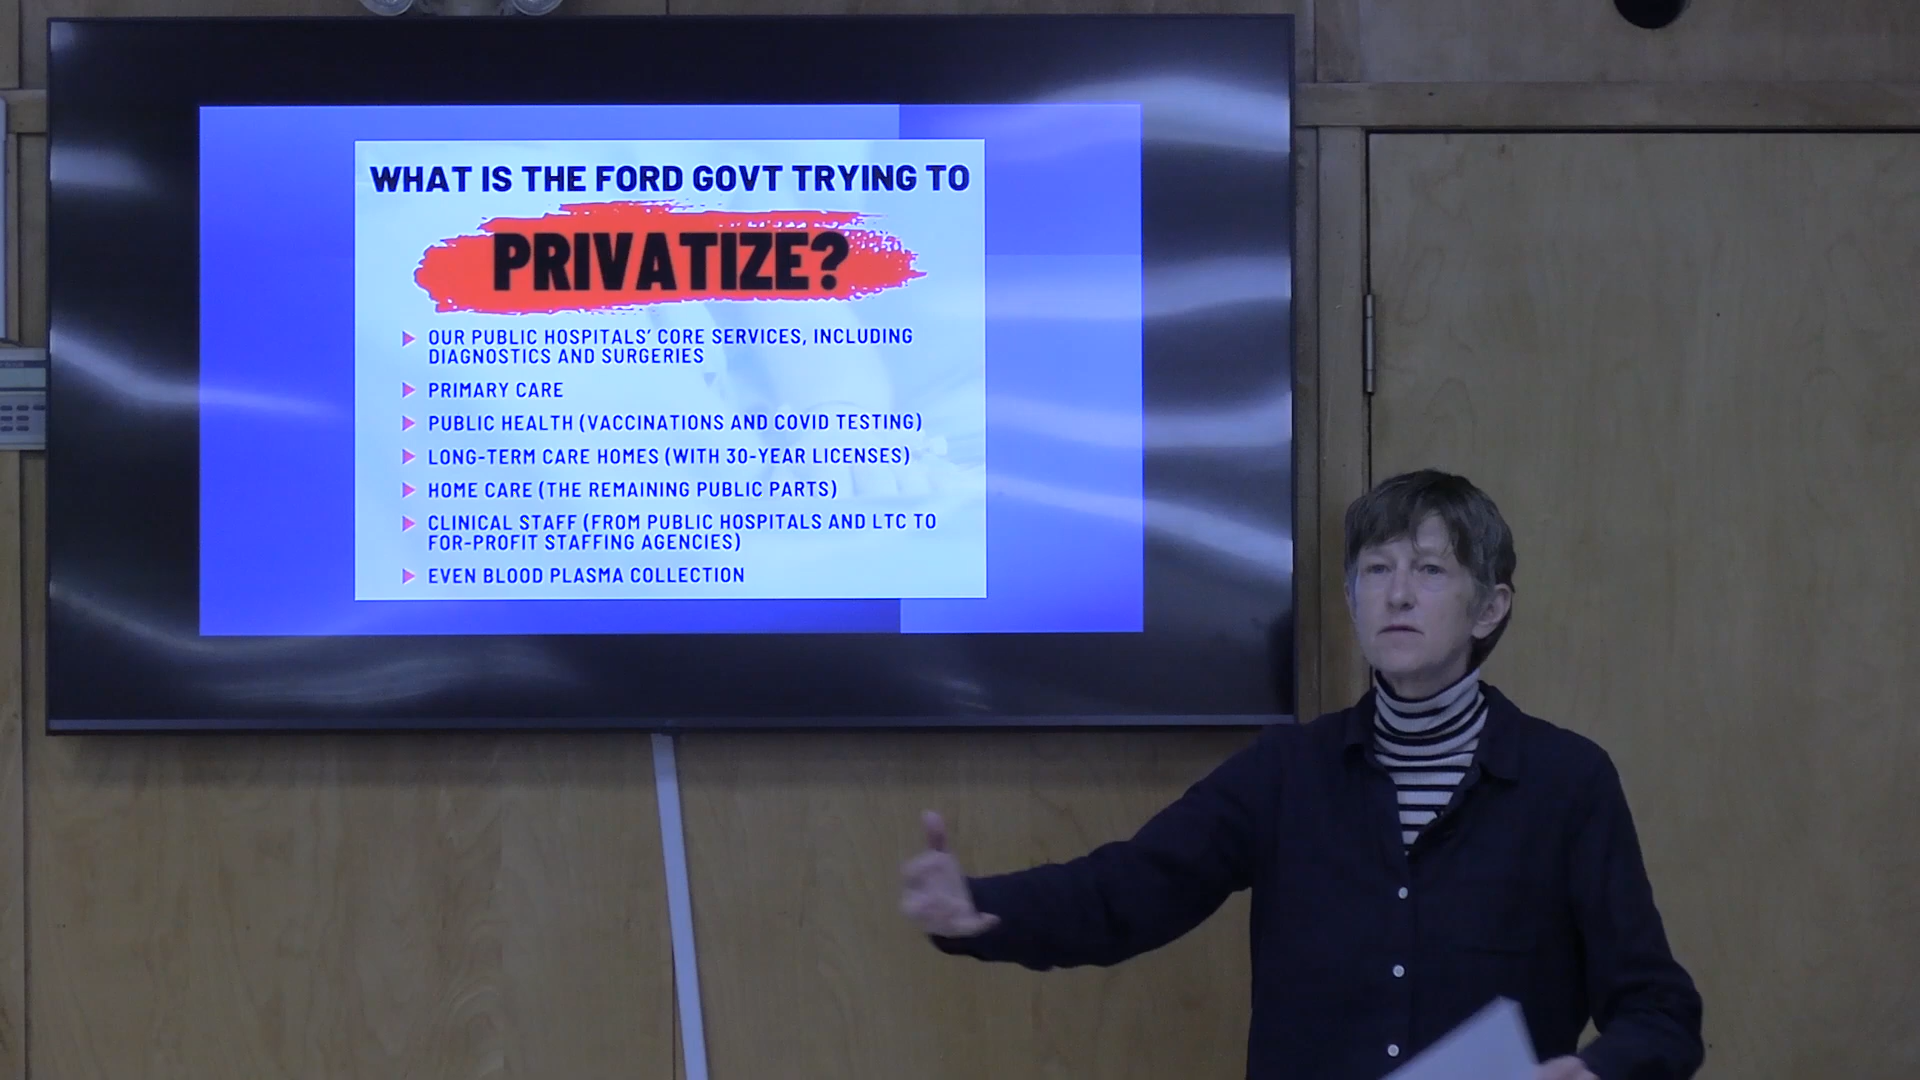 WHAT IS THE FORD GOVT TRYING TO
PRIVATIZE?
OUR PUBLIC HOSPITALS' CORE SERVICES, INCLUDING
DIAGNOSTICS AND SURGERIES
PRIMARY CARE
PUBLIC HEALTH (VACCINATIONS AND COVID TESTING)
LONG-TERM CARE HOMES (WITH 30-YEAR LICENSES)
HOME CARE (THE REMAINING PUBLIC PARTS)
CLINICAL STAFF (FROM PUBLIC HOSPITALS AND LTC TO
FOR-PROFIT STAFFING AGENCIES)
EVEN BLOOD PLASMA COLLECTION